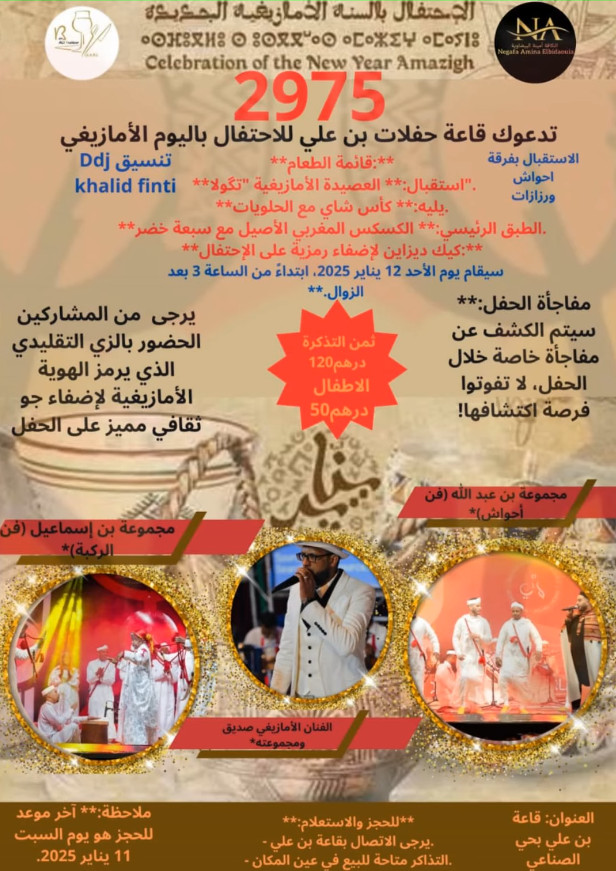 الإحتفال بالسنة الأمازيغية الجديدة
Celebration of the New Year Amazigh
NA
Negafa Amina Elbidaouia
2975
تدعوك قاعة حفلات بن علي للاحتفال باليوم الأمازيغي
تنسيق Ddj
khalid finti
الاستقبال بفرقة
احواش
ورزازات
**:قائمة الطعام**
."استقبال:** العصيدة الأمازيغية "تگولا**
.يليه:** كأس شاي مع الحلويات**
.الطبق الرئيسي:** الكسكس المغربي الأصيل مع سبعة خضر**
**:كيك ديزاين لإضفاء رمزية على الإحتفال**
سيقام يوم الأحد 12 يناير 2025، ابتداءً من الساعة 3 بعد
الزوال.**
مفاجأة الحفل:**
سيتم الكشف عن
مفاجأة خاصة خلال
الحفل، لا تفوتوا
فرصة اكتشافها!
ثمن التذكرة
120درهم
الاطفال
50درهم
يرجى من المشاركين
الحضور بالزي التقليدي
الذي يرمز الهوية
الأمازيغية لإضفاء جو
ثقافي مميز على الحفل
مجموعة بن عبد الله (فن
أحواش)*
مجموعة بن إسماعيل (فن
الركبة)*
الفنان الأمازيغي صديق
ومجموعته*
العنوان: قاعة
بن علي بحي
الصناعي
**للحجز والاستعلام:**
.يرجى الاتصال بقاعة بن علي -
.التذاكر متاحة للبيع في عين المكان -
ملاحظة:** آخر موعد
للحجز هو يوم السبت
11 يناير 2025.